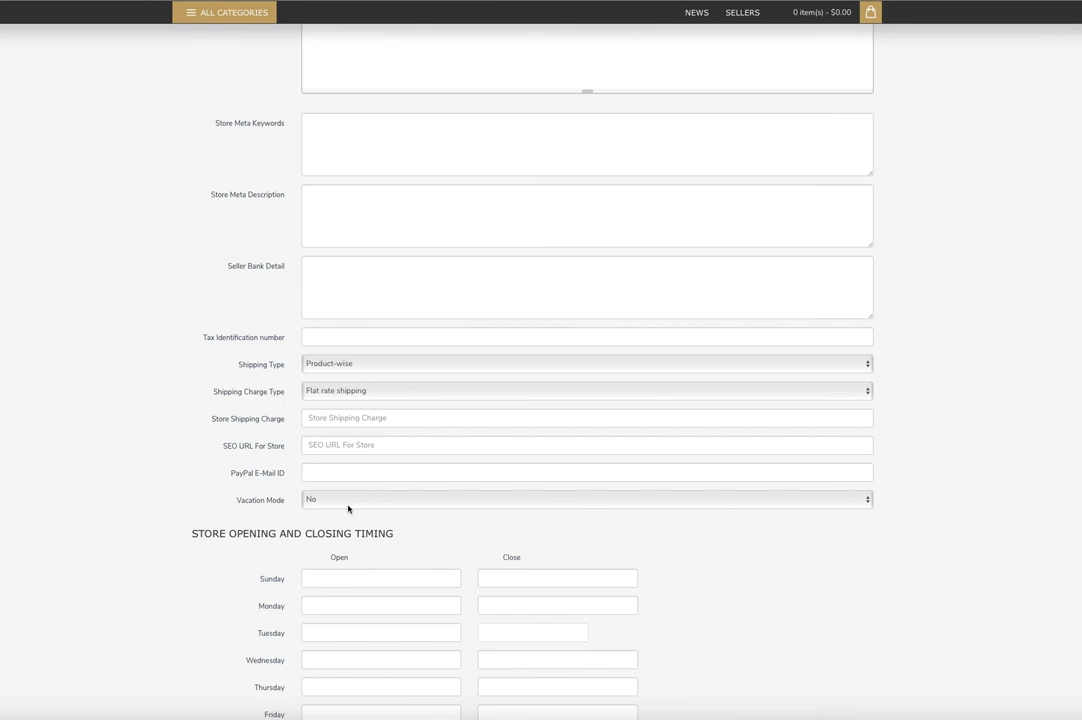 ALL CATEGORIES
NEWS
SELLERS
0 item(s) - $0.00
Store Meta Keywords
Store Meta Description
Seller Bank Detail
Tax Identification number
Shipping Type
Product-wise
Shipping Charge Type
Flat rate shipping
Store Shipping Charge
Store Shipping Charge
SEO URL For Store
SEO URL For Store
PayPal E-Mail ID
Vacation Mode
No
STORE OPENING AND CLOSING TIMING
Open
Close
Sunday
Monday
Tuesday
Wednesday
Thursday
Friday